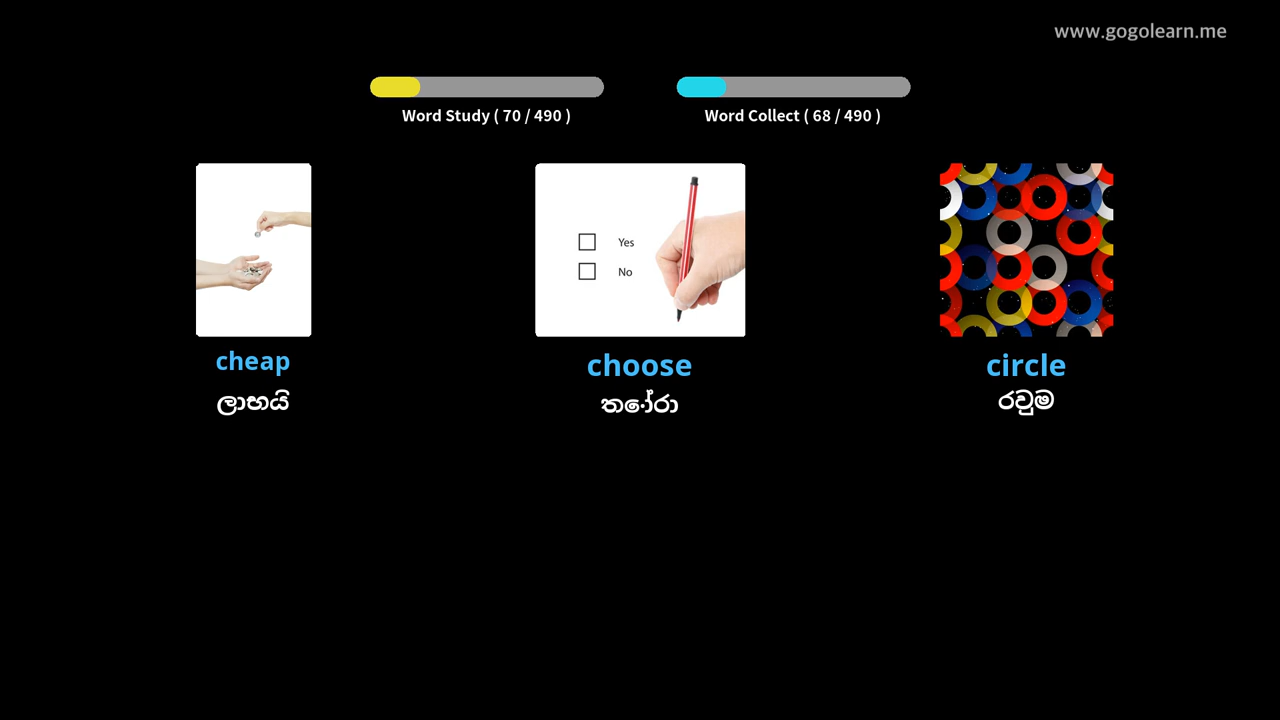 www.gogolearn.me
Word Study ( 70 / 490 )
Word Collect ( 68 / 490 )
Yes
No
cheap
choose
circle
ලාභයි
තෝරා
රවුම